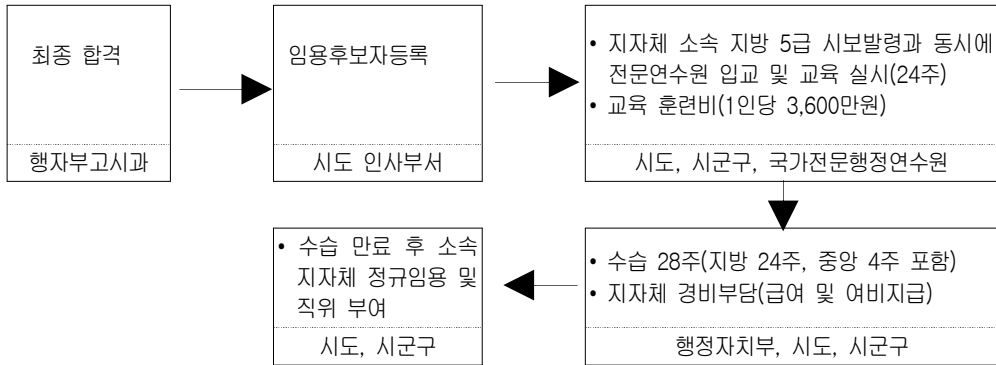 최종 합격
행자부고시과
임용후보자등록
시도 인사부서
• 지자체 소속 지방 5급 시보발령과 동시에
전문연수원 입교 및 교육 실시(24주)
• 교육 훈련비(1인당 3,600만원)
시도, 시군구, 국가전문행정연수원
• 수습 28주(지방 24주, 중앙 4주 포함)
• 지자체 경비부담(급여 및 여비지급)
행정자치부, 시도, 시군구
• 수습 만료 후 소속
지자체 정규임용 및
직위 부여
시도, 시군구